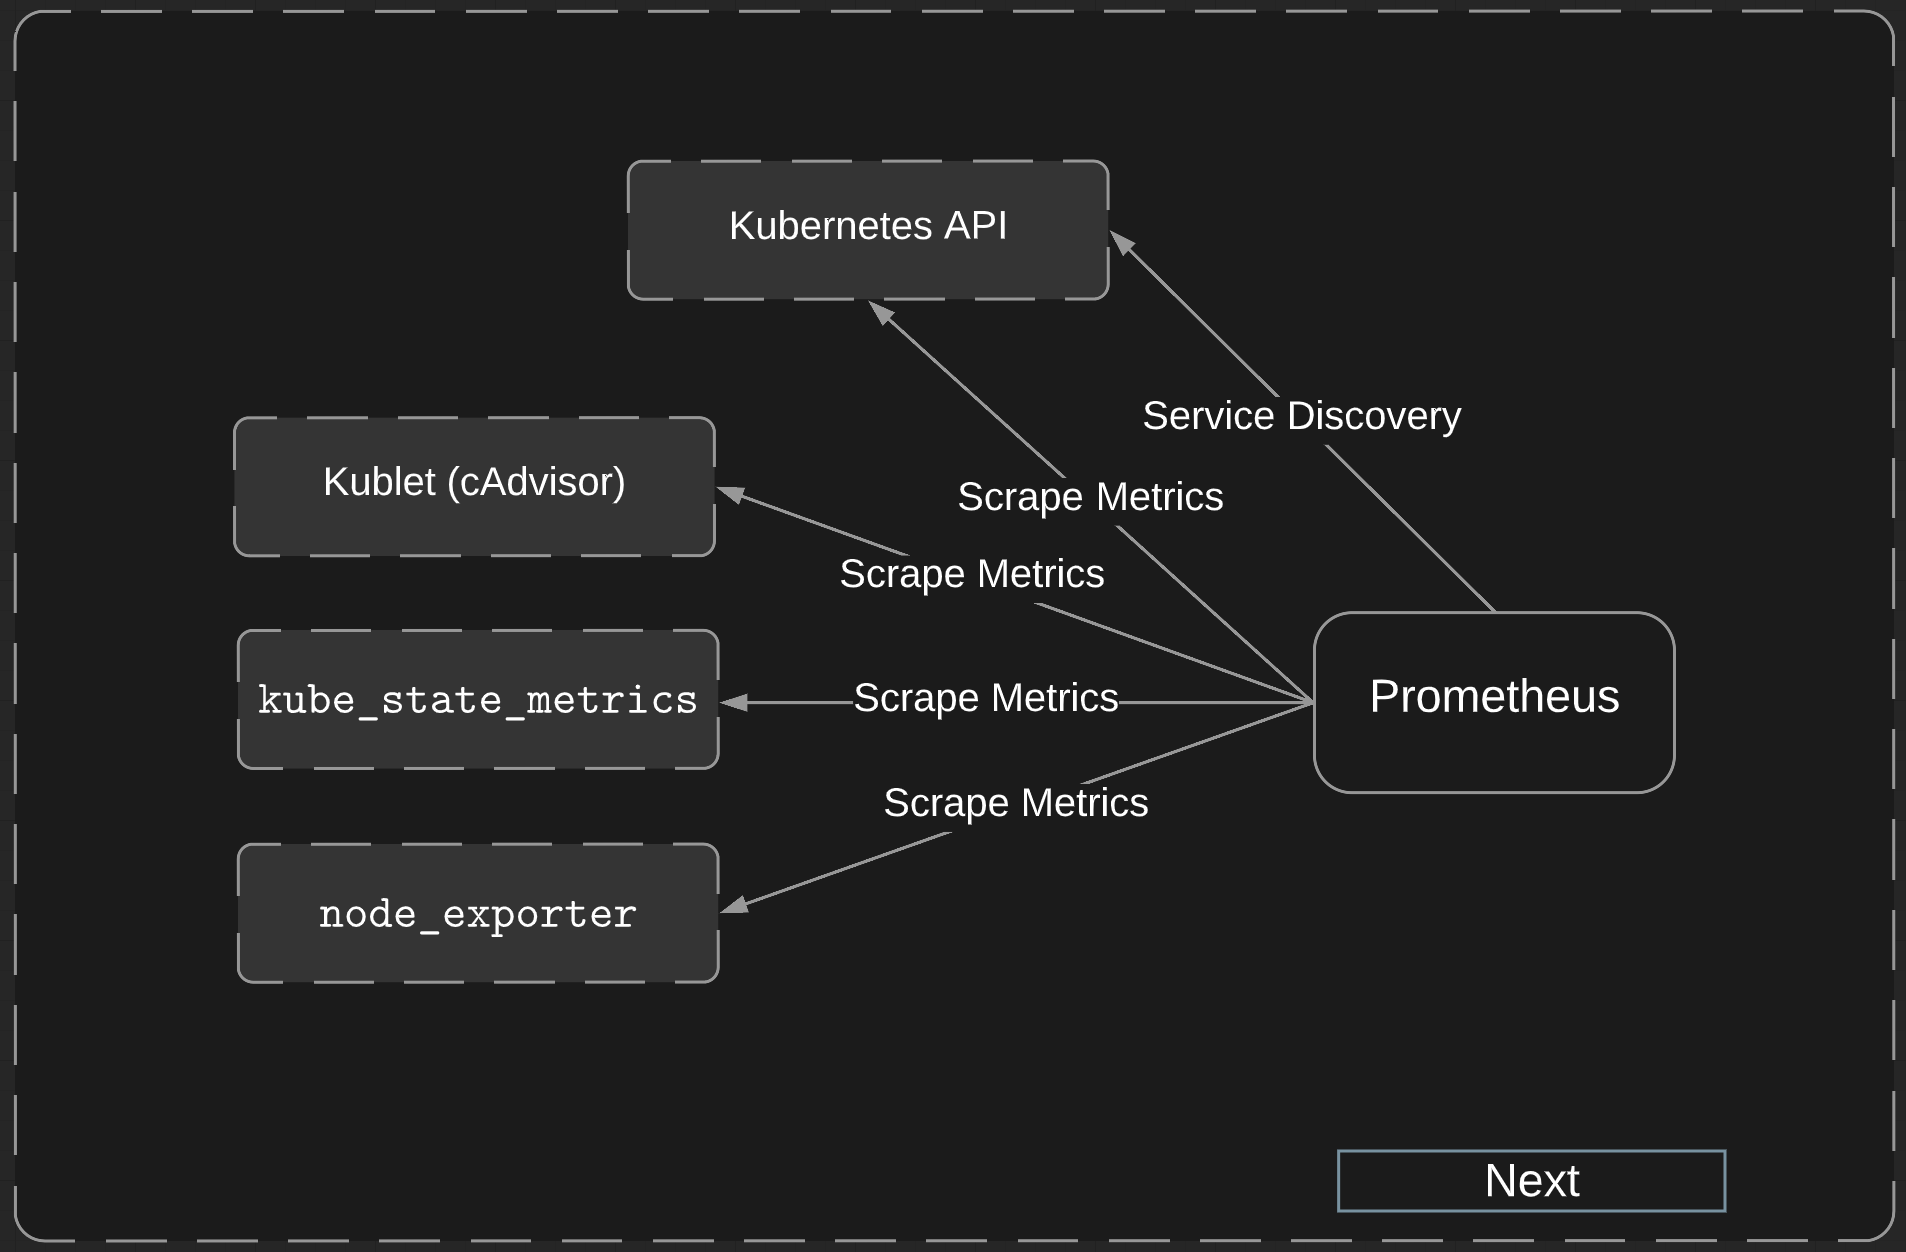 Kubernetes API
Service Discovery
Kublet (cAdvisor)
Scrape Metrics
Scrape Metrics
kube_state_metrics
Scrape Metrics
Prometheus
Scrape Metrics
node_exporter
Next